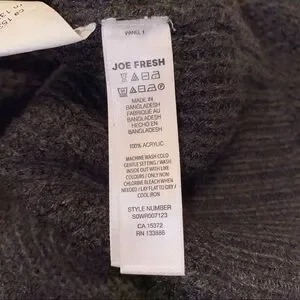 JOE FRESH
MADE IN
BANGLADESH
FABRIQUÉ AU
BANGLADESH
HECHO EN
BANGLADESH
100% ACRYLIC
MACHINE WASH COLD
GENTLE SETTING / WASH
INSIDE OUT WITH LIKE
COLOURS / ONLY NON
CHLORINE BLEACH WHEN
NEEDED / LAY FLAT TO DRY /
COOL IRON
STYLE NUMBER
S0WR007123
CA 15372
RN 133886